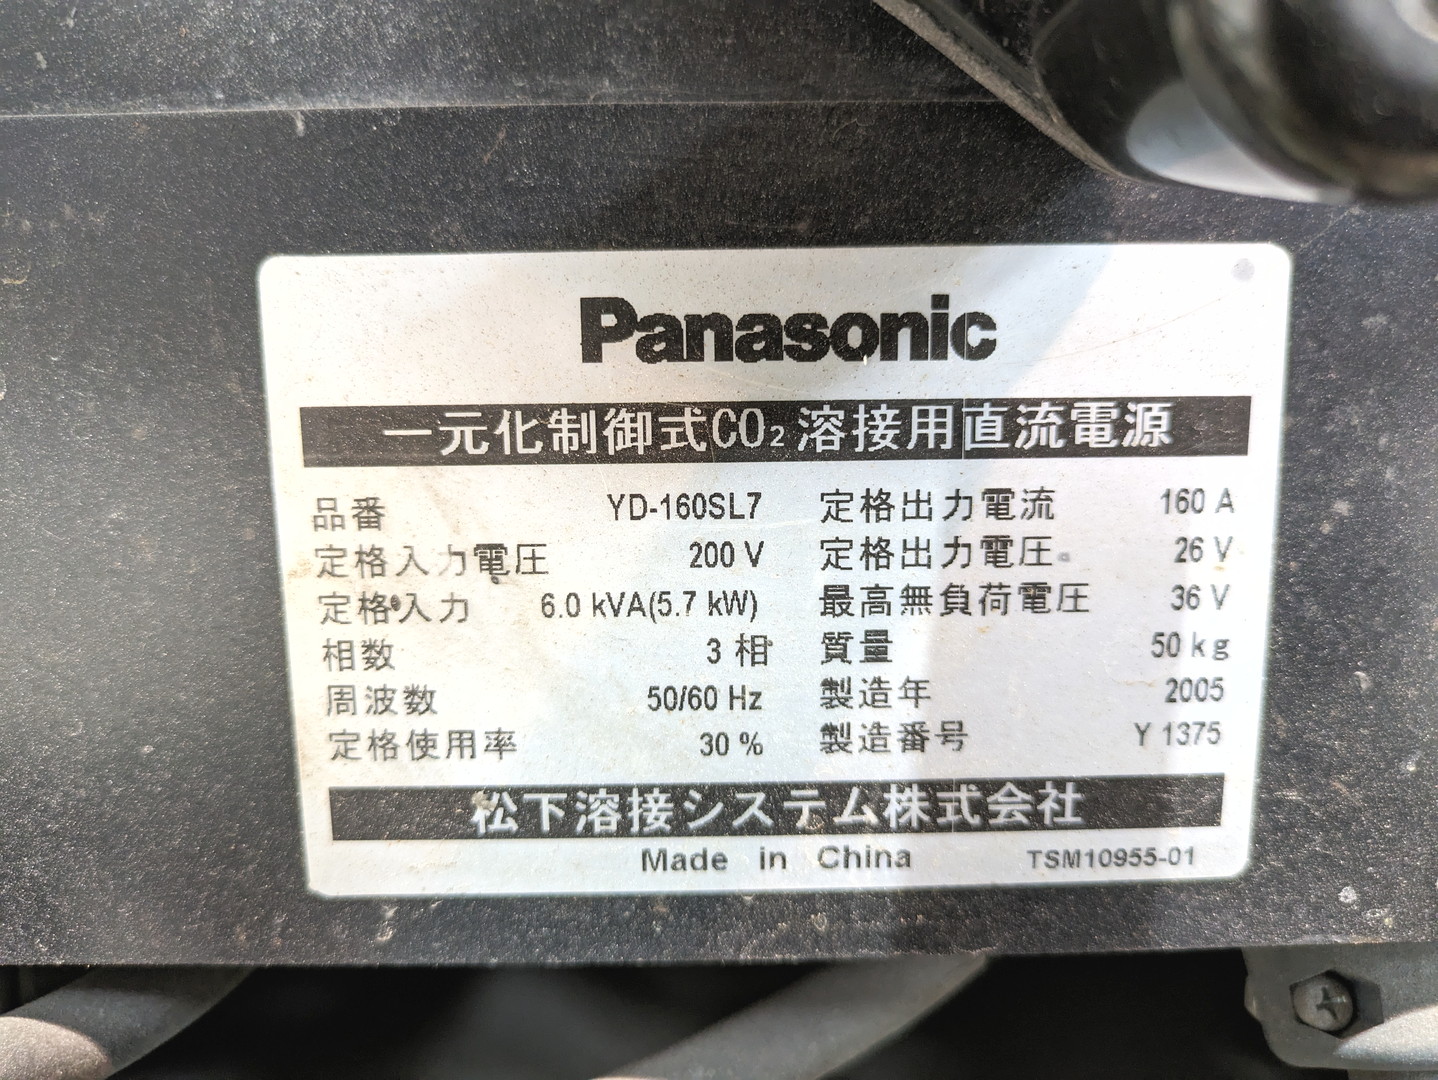 Panasonic
一元化制御式CO₂溶接用直流電源
品番 YD-160SL7 定格出力電流 160 A
定格入力電圧 200 V 定格出力電圧 26 V
定格入力 6.0 kVA(5.7 kW) 最高無負荷電圧 36 V
相数 3 相 質量 50 kg
周波数 50/60 Hz 製造年 2005
定格使用率 30 % 製造番号 Y 1375
松下溶接システム株式会社
Made in China TSM10955-01